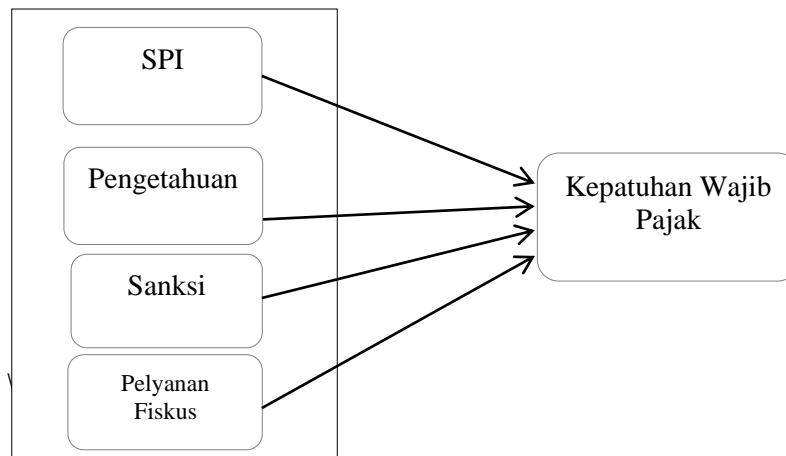 SPI
Pengetahuan
Sanksi
Pelyanan
Fiskus
Kepatuhan Wajib
Pajak